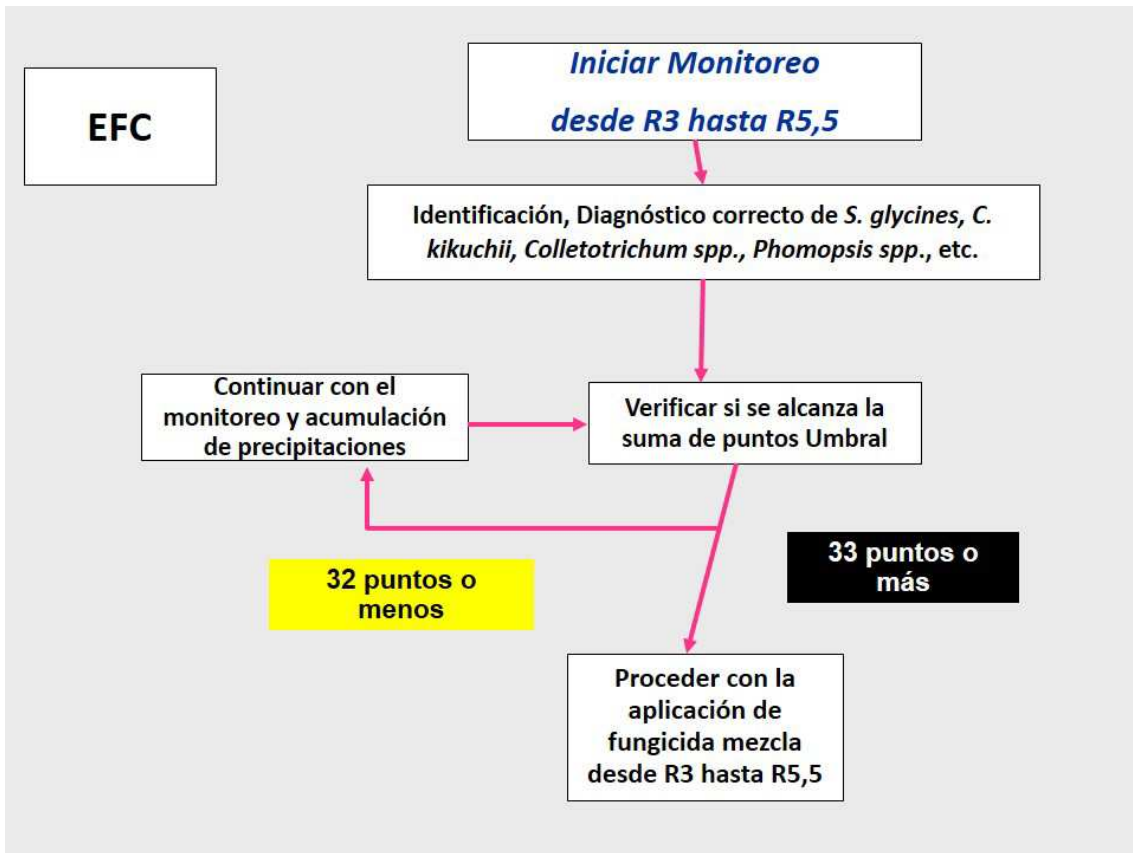 EFC
Iniciar Monitoreo
desde R3 hasta R5,5
Identificación, Diagnóstico correcto de S. glycines, C.
kikuchii, Colletotrichum spp., Phomopsis spp., etc.
Continuar con el
monitoreo y acumulación
de precipitaciones
Verificar si se alcanza la
suma de puntos Umbral
32 puntos o
menos
33 puntos o
más
Proceder con la
aplicación de
fungicida mezcla
desde R3 hasta R5,5